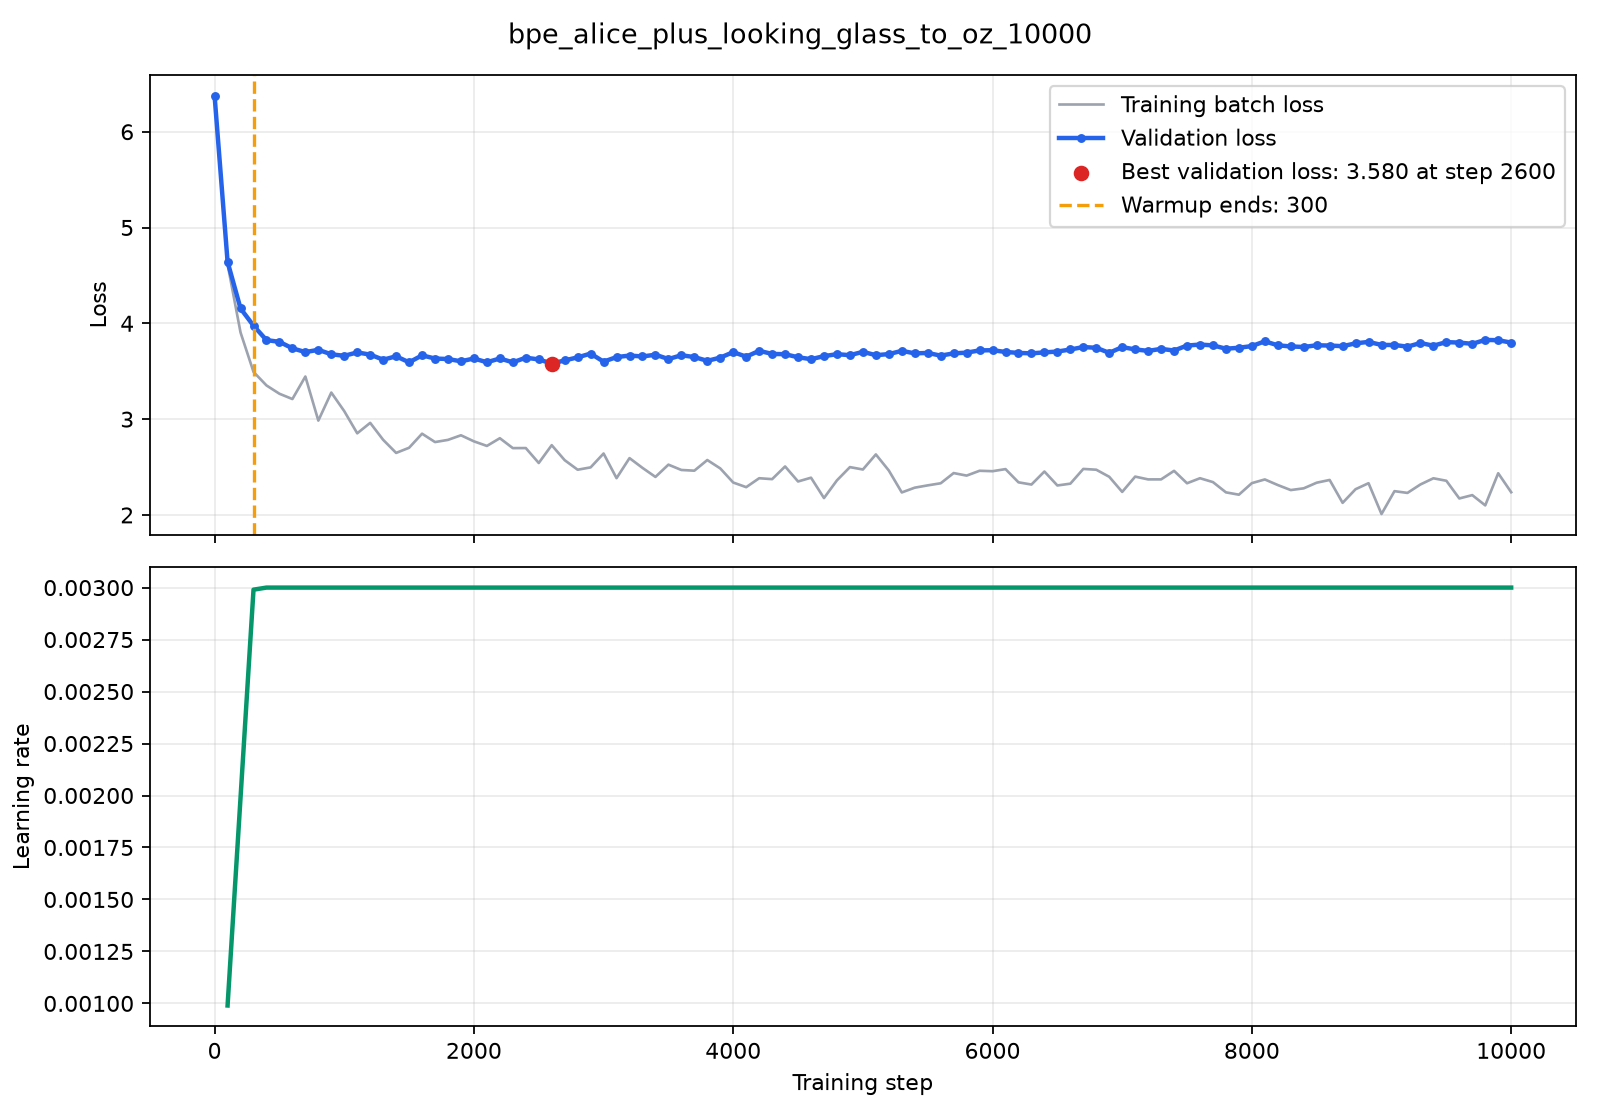 bpe_alice_plus_looking_glass_to_oz_10000
Training batch loss
Validation loss
Best validation loss: 3.580 at step 2600
Warmup ends: 300
Loss
6
5
4
3
2
Learning rate
0.00300
0.00275
0.00250
0.00225
0.00200
0.00175
0.00150
0.00125
0.00100
0 2000 4000 6000 8000 10000
Training step